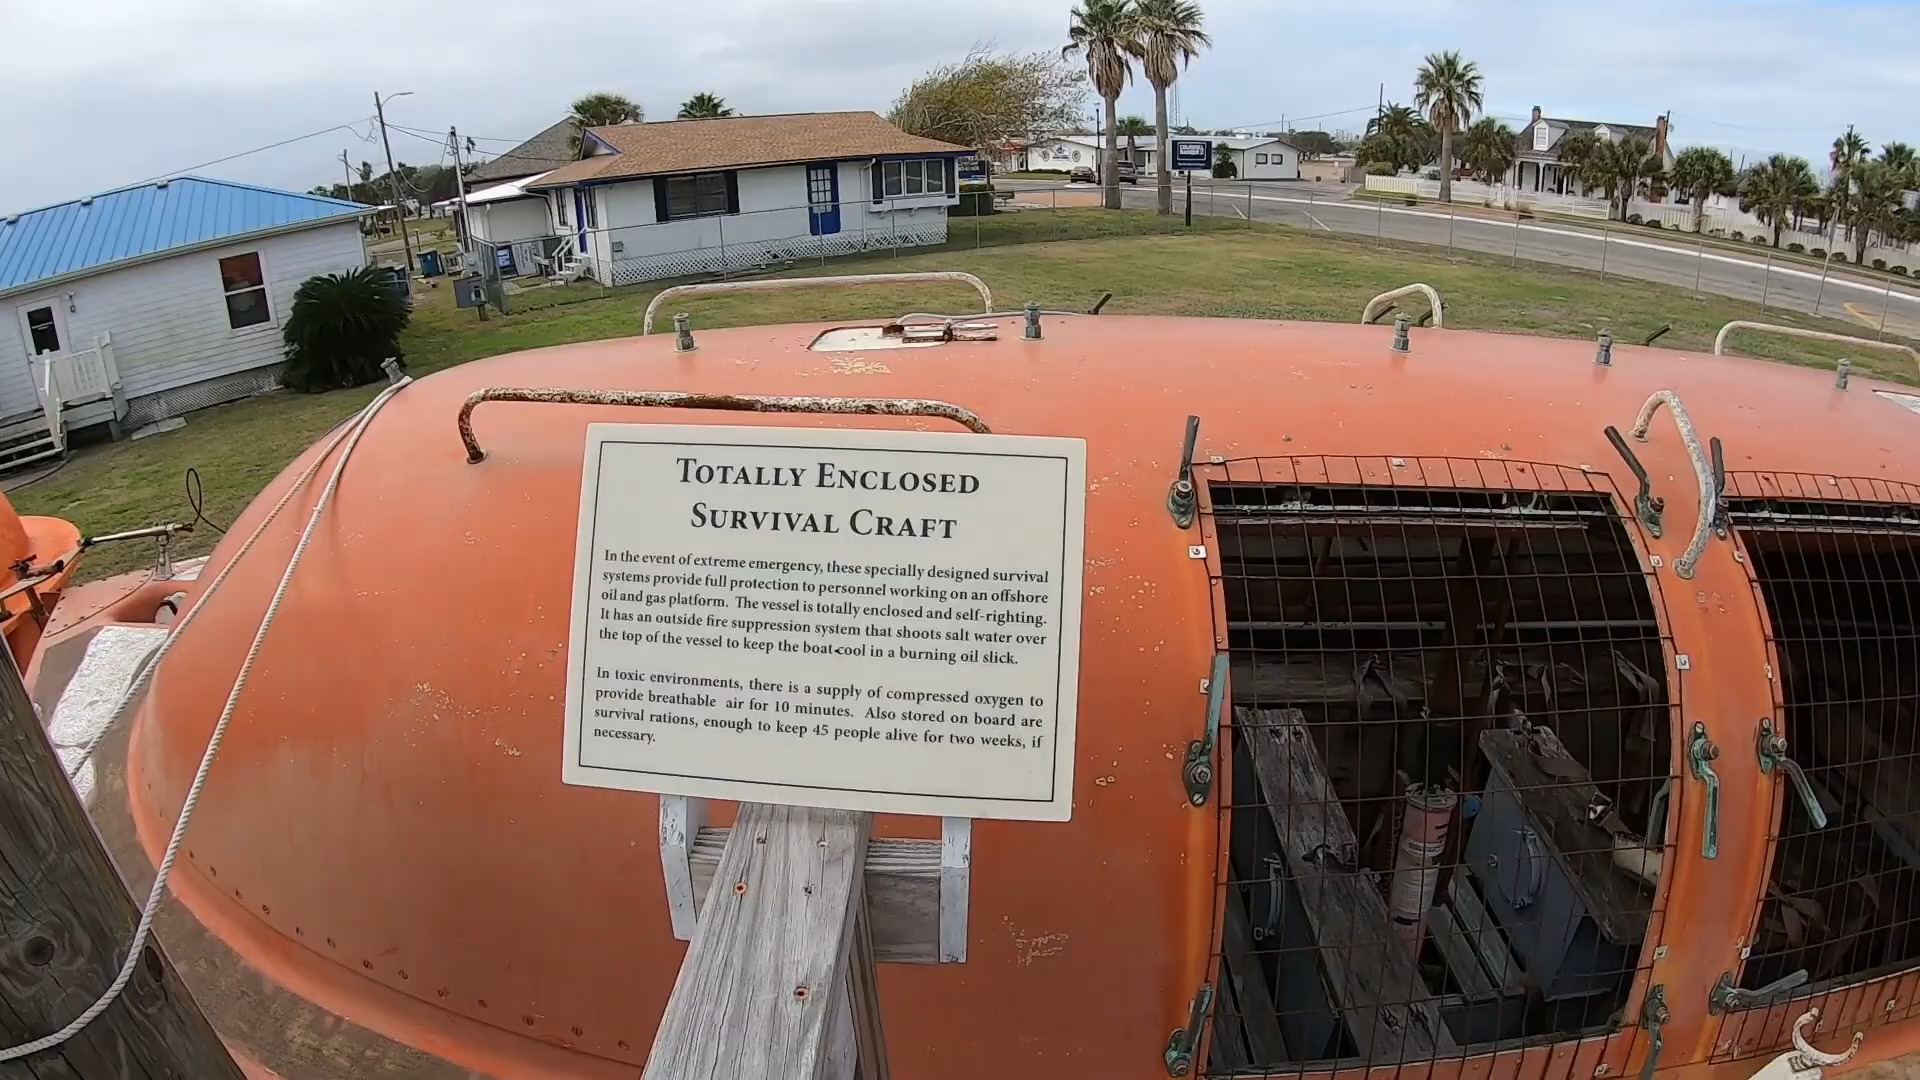 TOTALLY ENCLOSED
SURVIVAL CRAFT
In the event of extreme emergency, these specially designed survival
systems provide full protection to personnel working on an offshore
oil and gas platform. The vessel is totally enclosed and self-righting.
It has an outside fire suppression system that shoots salt water over
the top of the vessel to keep the boat cool in a burning oil slick.
In toxic environments, there is a supply of compressed oxygen to
provide breathable air for 10 minutes. Also stored on board are
survival rations, enough to keep 45 people alive for two weeks, if
necessary.